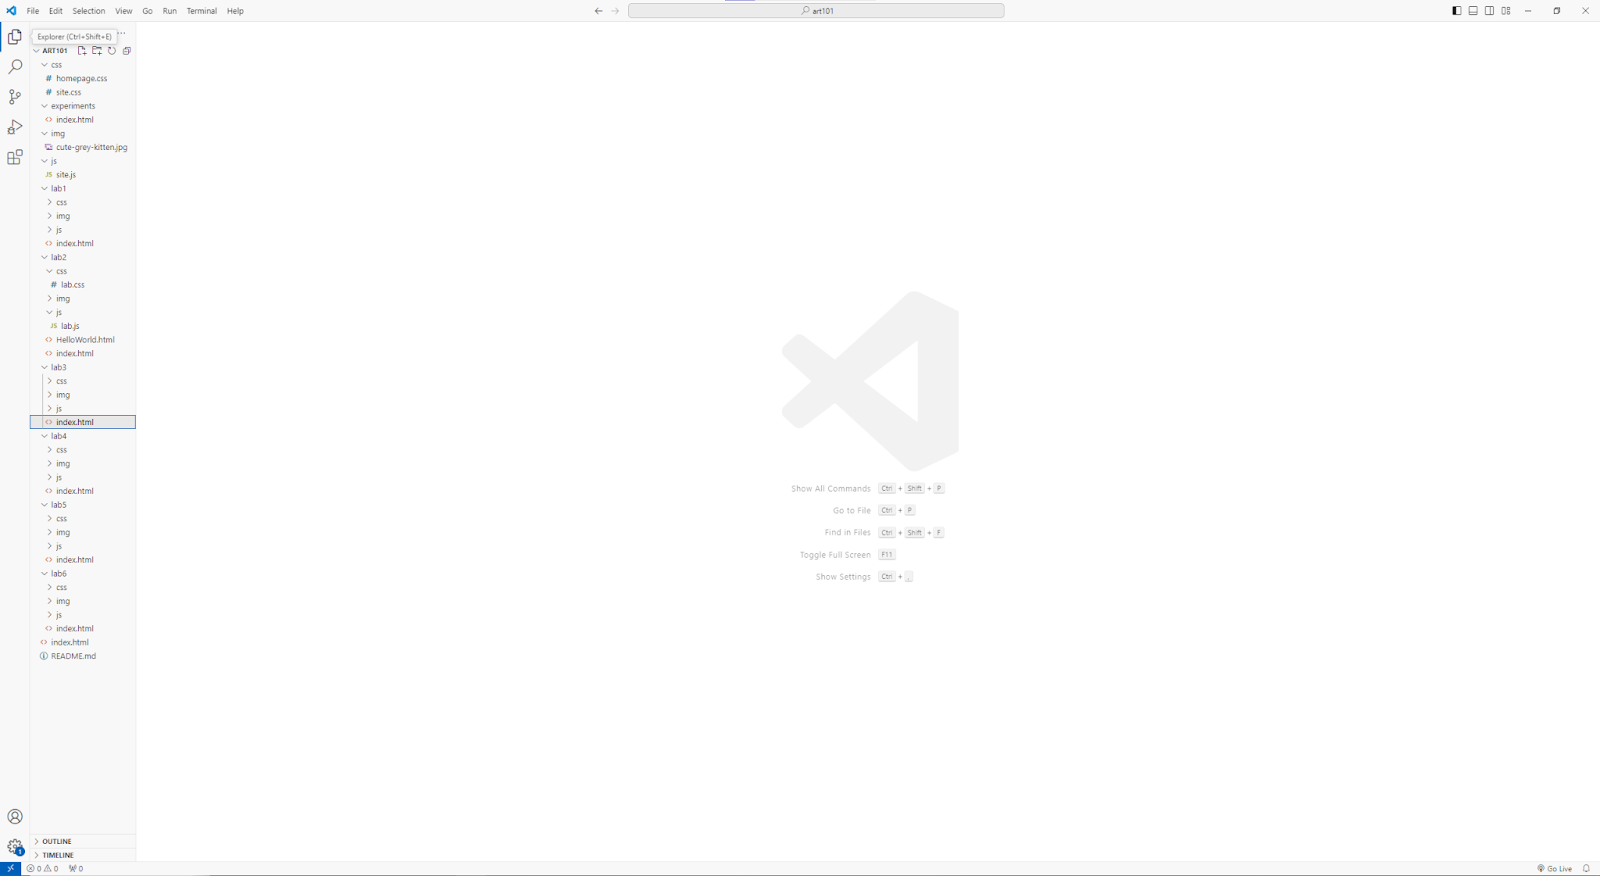 File Edit Selection View Go Run Terminal Help
art101
Explorer (Ctrl+Shift+E)
ART101
css
homepage.css
site.css
experiments
index.html
img
cute-grey-kitten.jpg
js
JS site.js
lab1
css
img
js
index.html
lab2
css
lab.css
img
js
JS lab.js
HelloWorld.html
index.html
lab3
css
img
js
index.html
lab4
css
img
js
index.html
lab5
css
img
js
index.html
lab6
css
img
js
index.html
index.html
README.md
Show All Commands Ctrl + Shift + P
Go to File Ctrl + P
Find in Files Ctrl + Shift + F
Toggle Full Screen F11
Show Settings Ctrl + ,
OUTLINE
1
TIMELINE
0 0 0 Go Live